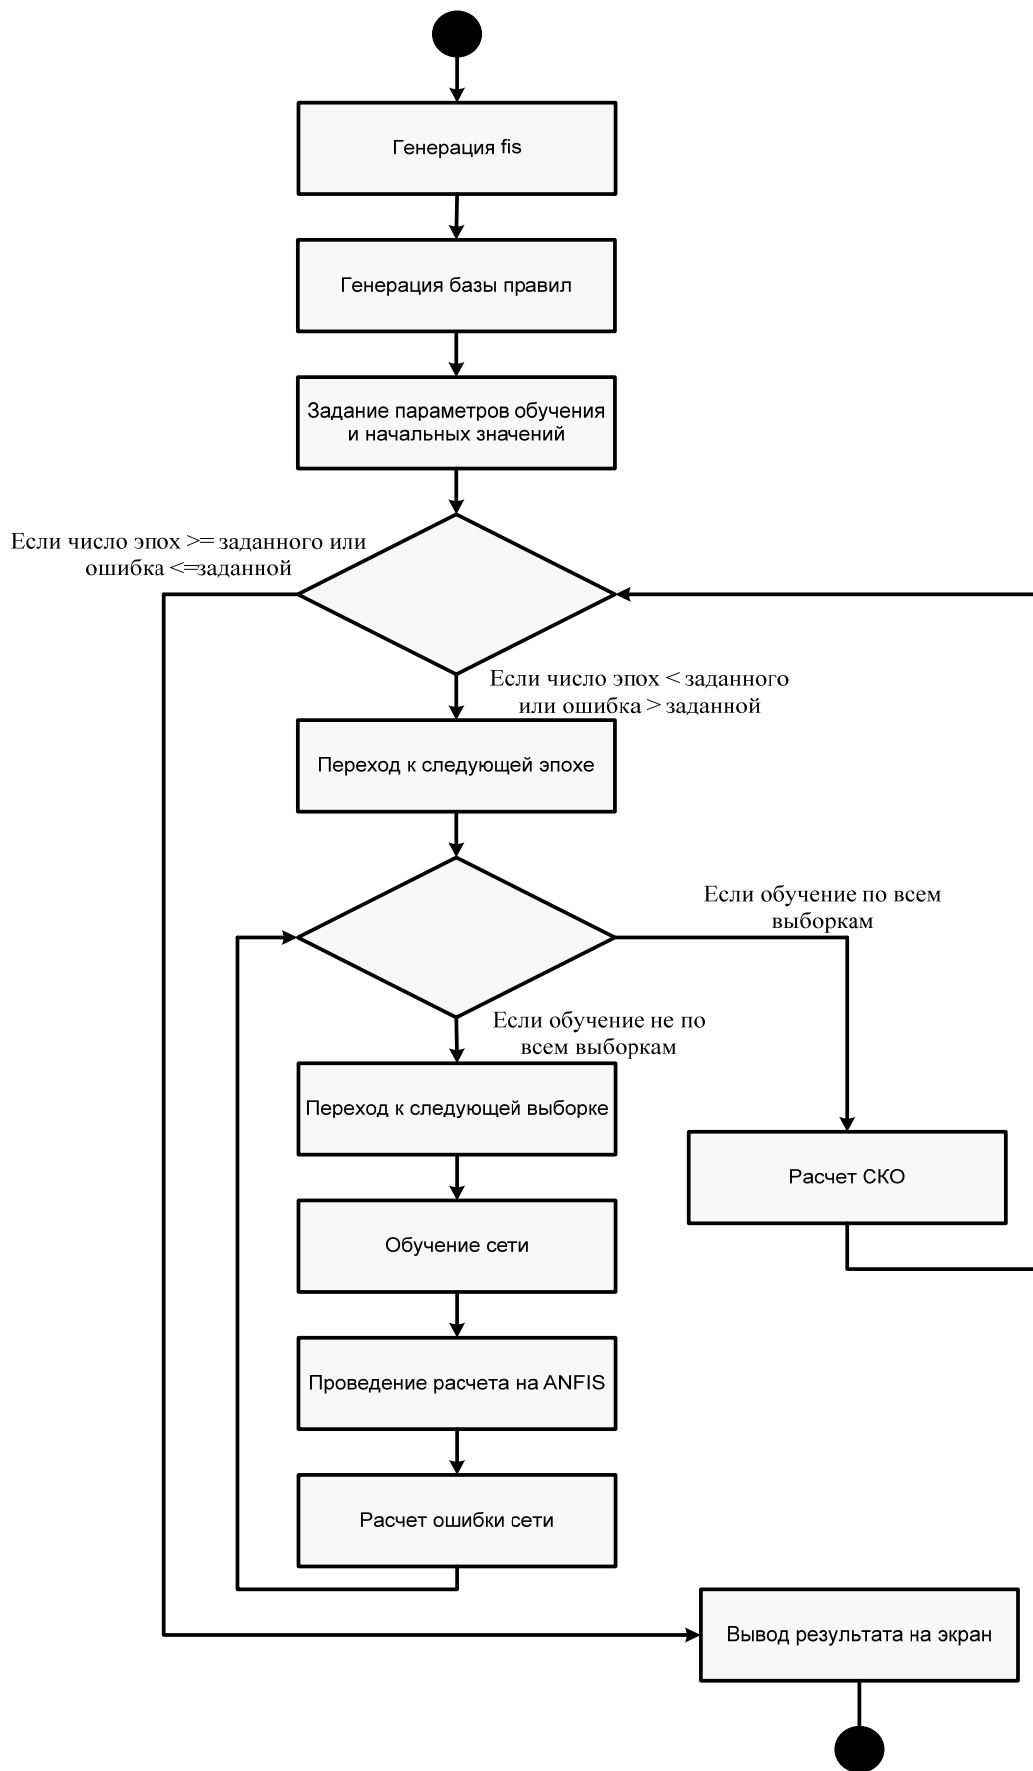 Генерация fis
Генерация базы правил
Задание параметров обучения
и начальных значений
Если число эпох >= заданного или
ошибка <=заданной
Если число эпох < заданного
или ошибка > заданной
Переход к следующей эпохе
Если обучение по всем
выборкам
Если обучение не по
всем выборкам
Переход к следующей выборке
Расчет СКО
Обучение сети
Проведение расчета на ANFIS
Расчет ошибки сети
Вывод результата на экран